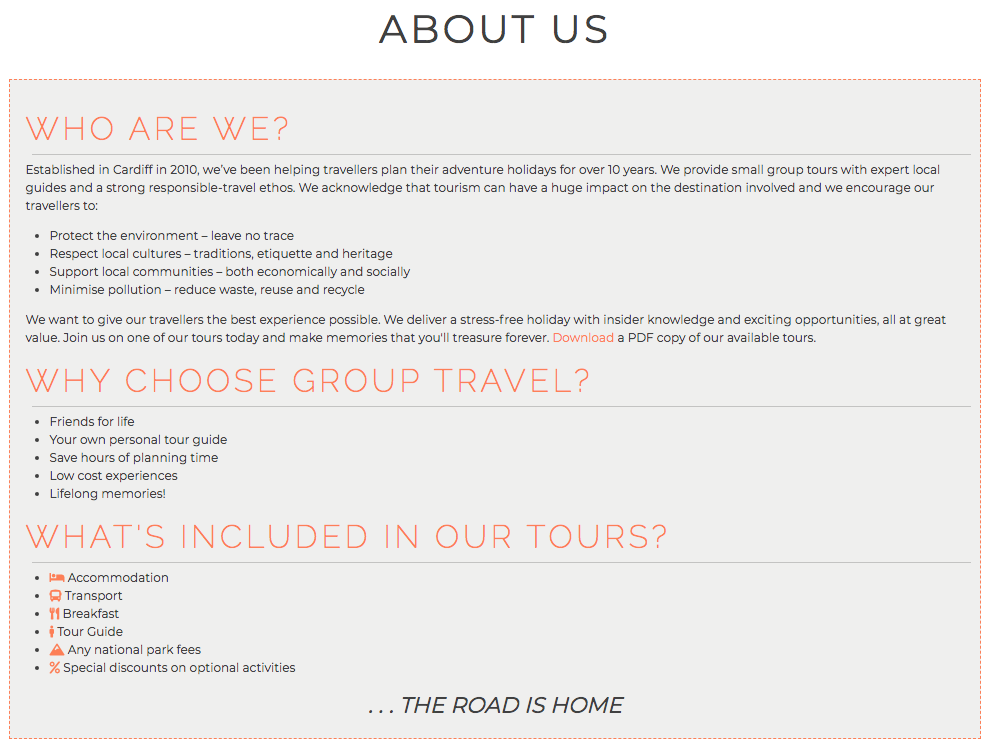 ABOUT US
WHO ARE WE?
Established in Cardiff in 2010, we've been helping travellers plan their adventure holidays for over 10 years. We provide small group tours with expert local
guides and a strong responsible-travel ethos. We acknowledge that tourism can have a huge impact on the destination involved and we encourage our
travellers to:
• Protect the environment – leave no trace
• Respect local cultures – traditions, etiquette and heritage
• Support local communities – both economically and socially
• Minimise pollution – reduce waste, reuse and recycle
We want to give our travellers the best experience possible. We deliver a stress-free holiday with insider knowledge and exciting opportunities, all at great
value. Join us on one of our tours today and make memories that you'll treasure forever. Download a PDF copy of our available tours.
WHY CHOOSE GROUP TRAVEL?
• Friends for life
• Your own personal tour guide
• Save hours of planning time
• Low cost experiences
• Lifelong memories!
WHAT'S INCLUDED IN OUR TOURS?
• Accommodation
• Transport
• Breakfast
• Tour Guide
• Any national park fees
• % Special discounts on optional activities
. . . THE ROAD IS HOME